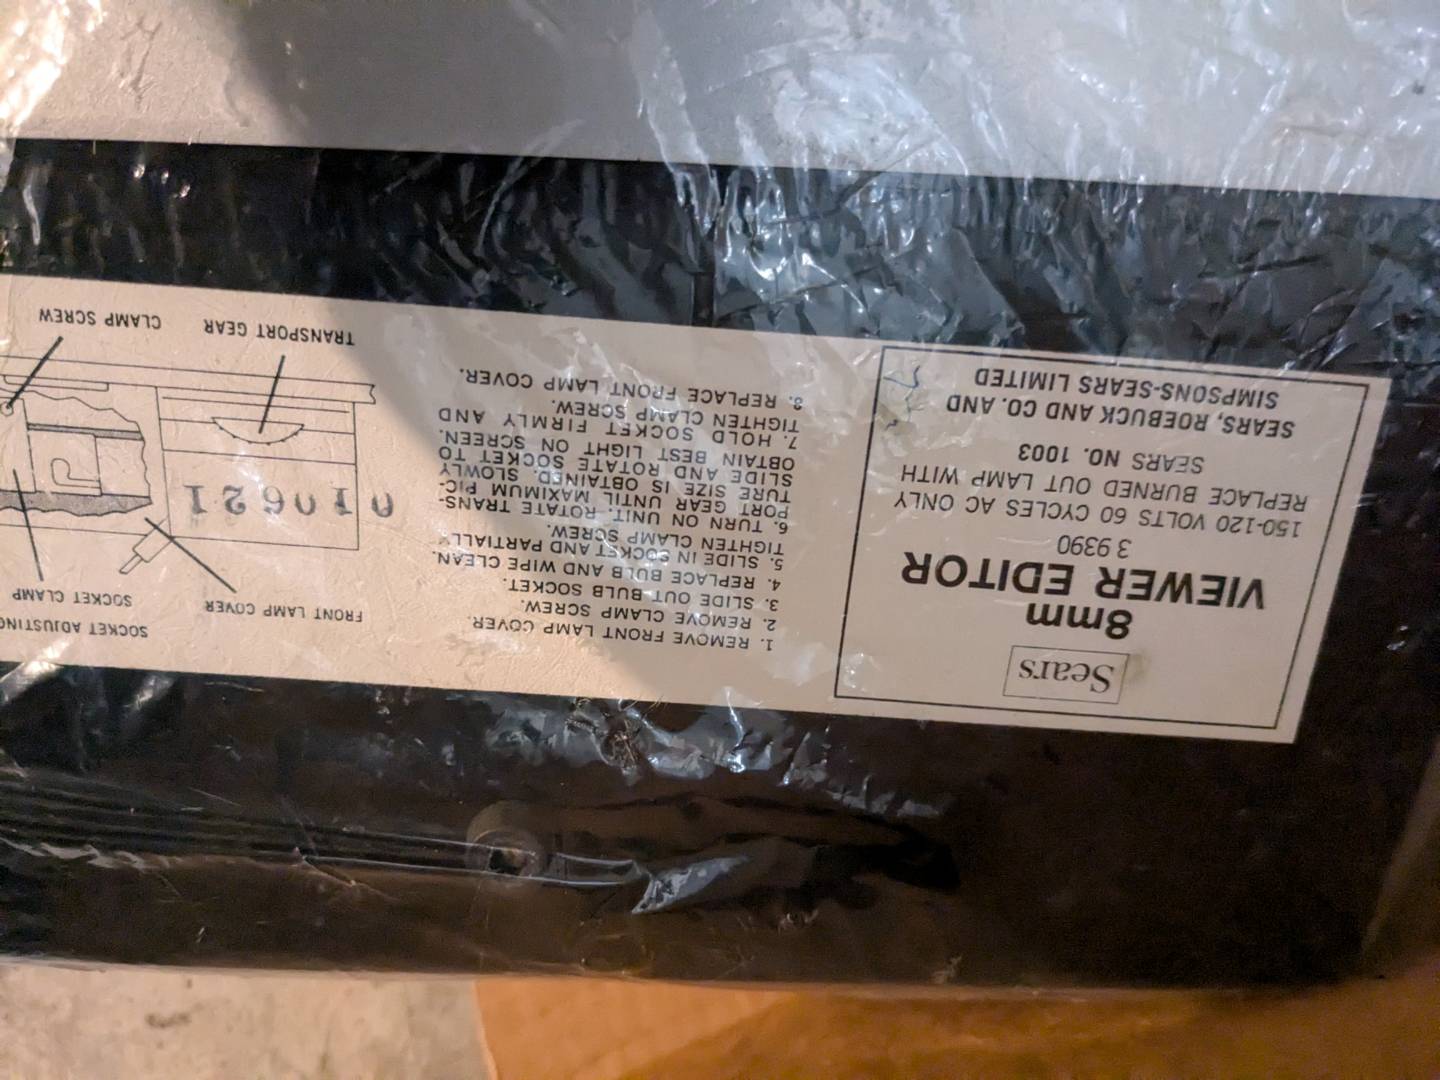 Sears
8mm
VIEWER EDITOR
3 9390
150-120 VOLTS 60 CYCLES AC ONLY
REPLACE BURNED OUT LAMP WITH
SEARS NO. 1003
SEARS, ROEBUCK AND CO. AND
SIMPSONS-SEARS LIMITED
1. REMOVE FRONT LAMP COVER.
2. REMOVE CLAMP SCREW.
3. SLIDE OUT BULB SOCKET.
4. REPLACE BULB AND WIPE CLEAN.
5. SLIDE IN SOCKET AND PARTIALLY
TIGHTEN CLAMP SCREW.
6. TURN ON UNIT. ROTATE TRANS-
PORT GEAR UNTIL MAXIMUM PIC-
TURE SIZE IS OBTAINED. SLOWLY
SLIDE AND ROTATE SOCKET TO
OBTAIN BEST LIGHT ON SCREEN.
7. HOLD SOCKET FIRMLY AND
TIGHTEN CLAMP SCREW.
8. REPLACE FRONT LAMP COVER.
SOCKET ADJUSTING
FRONT LAMP COVER
SOCKET CLAMP
010621
TRANSPORT GEAR
CLAMP SCREW